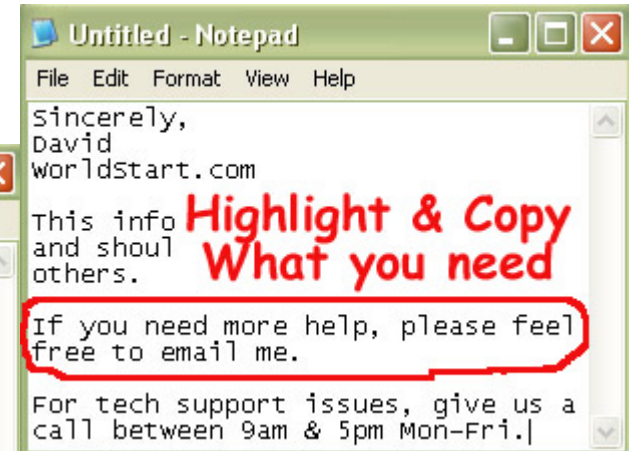 Untitled - Notepad
File Edit Format View Help
Sincerely,
David
WorldStart.com
This info
Highlight & Copy
and shoul
What you need
others.
If you need more help, please feel
free to email me.
For tech support issues, give us a
call between 9am & 5pm Mon-Fri.